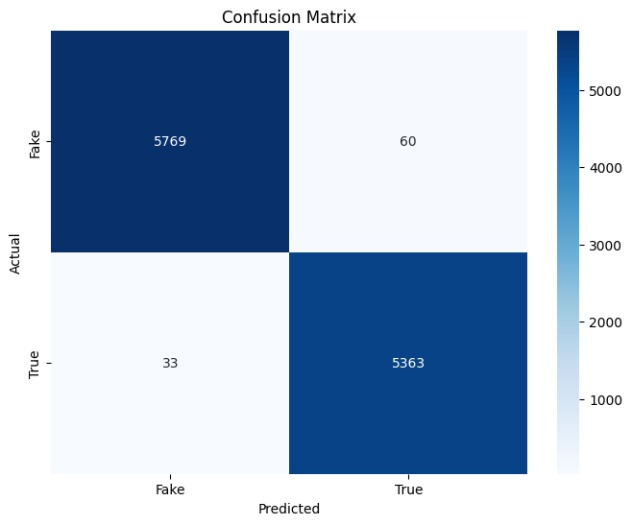 Confusion Matrix
Fake
5769
60
True
33
5363
Actual
Fake
True
Predicted
5000
4000
3000
2000
1000